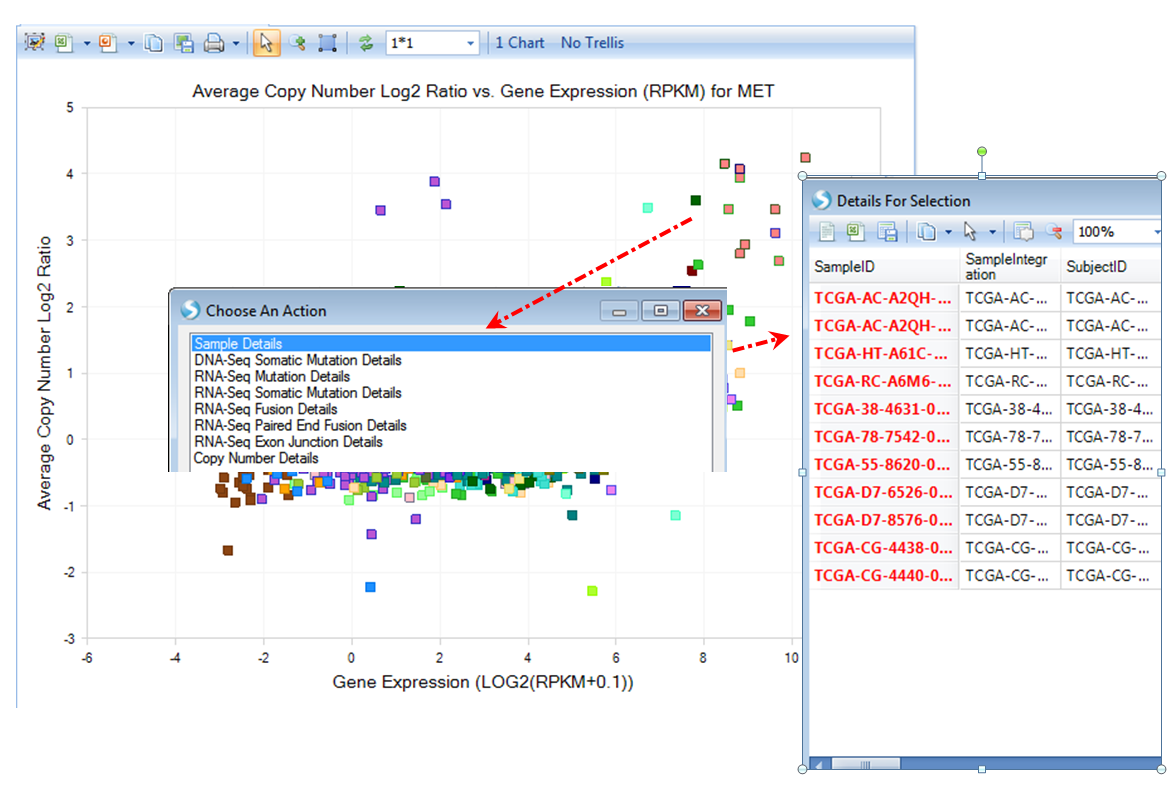 1*1
1 Chart
No Trellis
Average Copy Number Log2 Ratio vs. Gene Expression (RPKM) for MET
5
4
3
2
1
0
-1
-2
-3
Average Copy Number Log2 Ratio
-6
-4
-2
0
2
4
6
8
10
Gene Expression (LOG2(RPKM+0.1))
Choose An Action
Sample Details
DNA-Seq Somatic Mutation Details
RNA-Seq Mutation Details
RNA-Seq Somatic Mutation Details
RNA-Seq Fusion Details
RNA-Seq Paired End Fusion Details
RNA-Seq Exon Junction Details
Copy Number Details
Details For Selection
100%
SampleID SampleIntegr SubjectID
ation
TCGA-AC-A2QH-... TCGA-AC-... TCGA-AC-...
TCGA-AC-A2QH-... TCGA-AC-... TCGA-AC-...
TCGA-HT-A61C-... TCGA-HT-... TCGA-HT-...
TCGA-RC-A6M6-... TCGA-RC-... TCGA-RC-...
TCGA-38-4631-0... TCGA-38-4... TCGA-38-4...
TCGA-78-7542-0... TCGA-78-7... TCGA-78-7...
TCGA-55-8620-0... TCGA-55-8... TCGA-55-8...
TCGA-D7-6526-0... TCGA-D7-... TCGA-D7-...
TCGA-D7-8576-0... TCGA-D7-... TCGA-D7-...
TCGA-CG-4438-0... TCGA-CG-... TCGA-CG-...
TCGA-CG-4440-0... TCGA-CG-... TCGA-CG-...